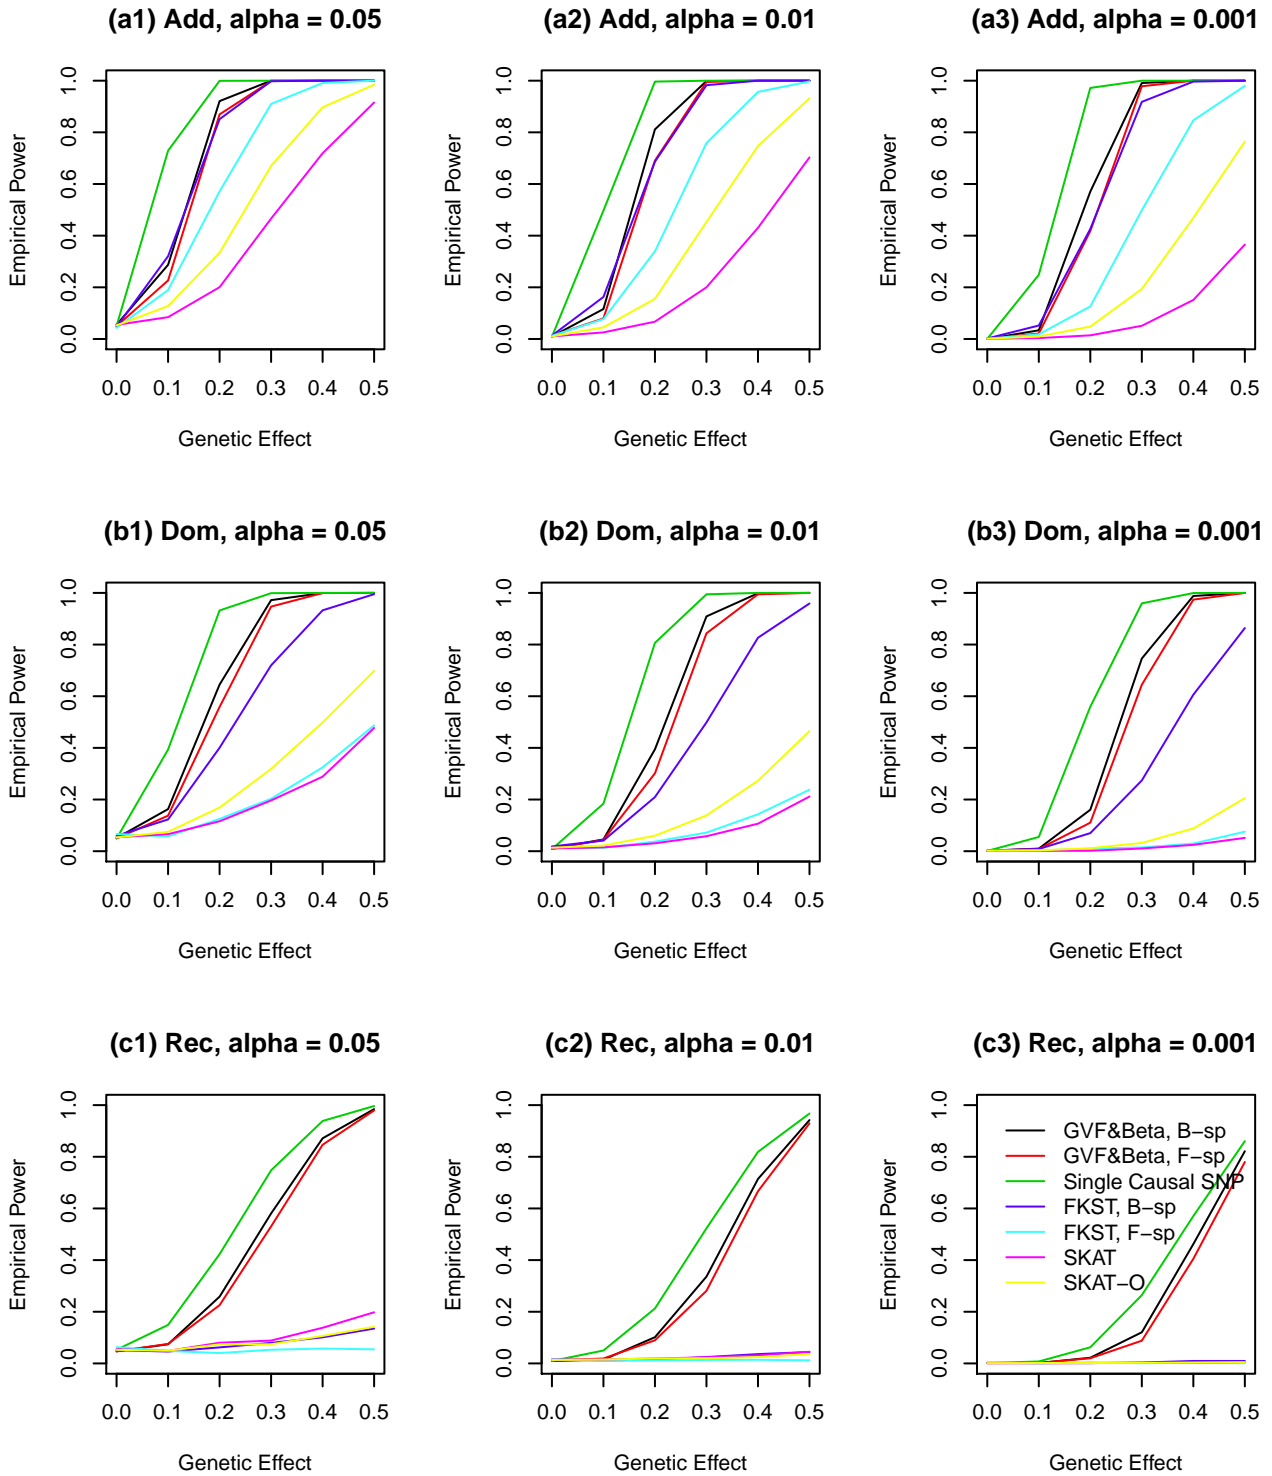 (a1) Add, alpha = 0.05
Empirical Power
0.0 0.2 0.4 0.6 0.8 1.0
0.0 0.1 0.2 0.3 0.4 0.5
Genetic Effect
(a2) Add, alpha = 0.01
Empirical Power
0.0 0.2 0.4 0.6 0.8 1.0
0.0 0.1 0.2 0.3 0.4 0.5
Genetic Effect
(a3) Add, alpha = 0.001
Empirical Power
0.0 0.2 0.4 0.6 0.8 1.0
0.0 0.1 0.2 0.3 0.4 0.5
Genetic Effect
(b1) Dom, alpha = 0.05
Empirical Power
0.0 0.2 0.4 0.6 0.8 1.0
0.0 0.1 0.2 0.3 0.4 0.5
Genetic Effect
(b2) Dom, alpha = 0.01
Empirical Power
0.0 0.2 0.4 0.6 0.8 1.0
0.0 0.1 0.2 0.3 0.4 0.5
Genetic Effect
(b3) Dom, alpha = 0.001
Empirical Power
0.0 0.2 0.4 0.6 0.8 1.0
0.0 0.1 0.2 0.3 0.4 0.5
Genetic Effect
(c1) Rec, alpha = 0.05
Empirical Power
0.0 0.2 0.4 0.6 0.8 1.0
0.0 0.1 0.2 0.3 0.4 0.5
Genetic Effect
(c2) Rec, alpha = 0.01
Empirical Power
0.0 0.2 0.4 0.6 0.8 1.0
0.0 0.1 0.2 0.3 0.4 0.5
Genetic Effect
(c3) Rec, alpha = 0.001
Empirical Power
0.0 0.2 0.4 0.6 0.8 1.0
GVF&Beta, B−sp
GVF&Beta, F−sp
Single Causal SNP
FKST, B−sp
FKST, F−sp
SKAT
SKAT−O
0.0 0.1 0.2 0.3 0.4 0.5
Genetic Effect